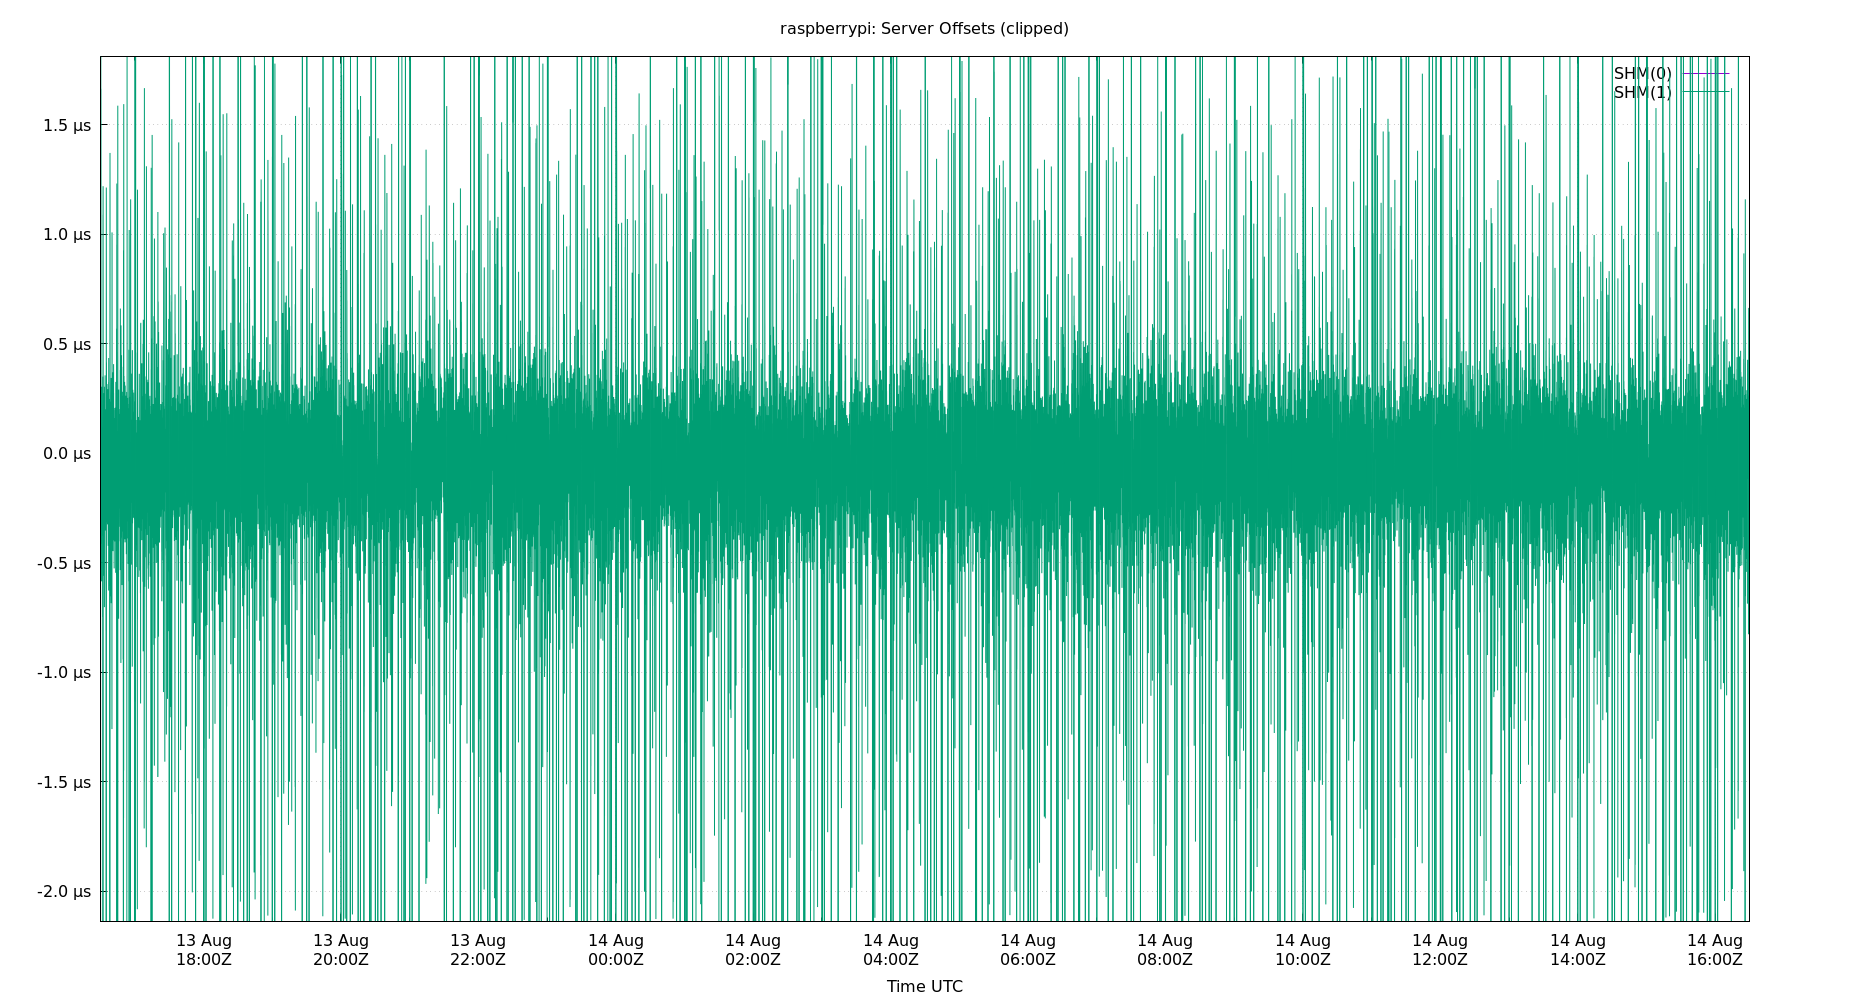 raspberrypi: Server Offsets (clipped)
SHM(0)
SHM(1)
1.5 µs
1.0 µs
0.5 µs
0.0 µs
-0.5 µs
-1.0 µs
-1.5 µs
-2.0 µs
13 Aug 13 Aug 13 Aug 14 Aug 14 Aug 14 Aug 14 Aug 14 Aug 14 Aug 14 Aug 14 Aug 14 Aug
18:00Z 20:00Z 22:00Z 00:00Z 02:00Z 04:00Z 06:00Z 08:00Z 10:00Z 12:00Z 14:00Z 16:00Z
Time UTC